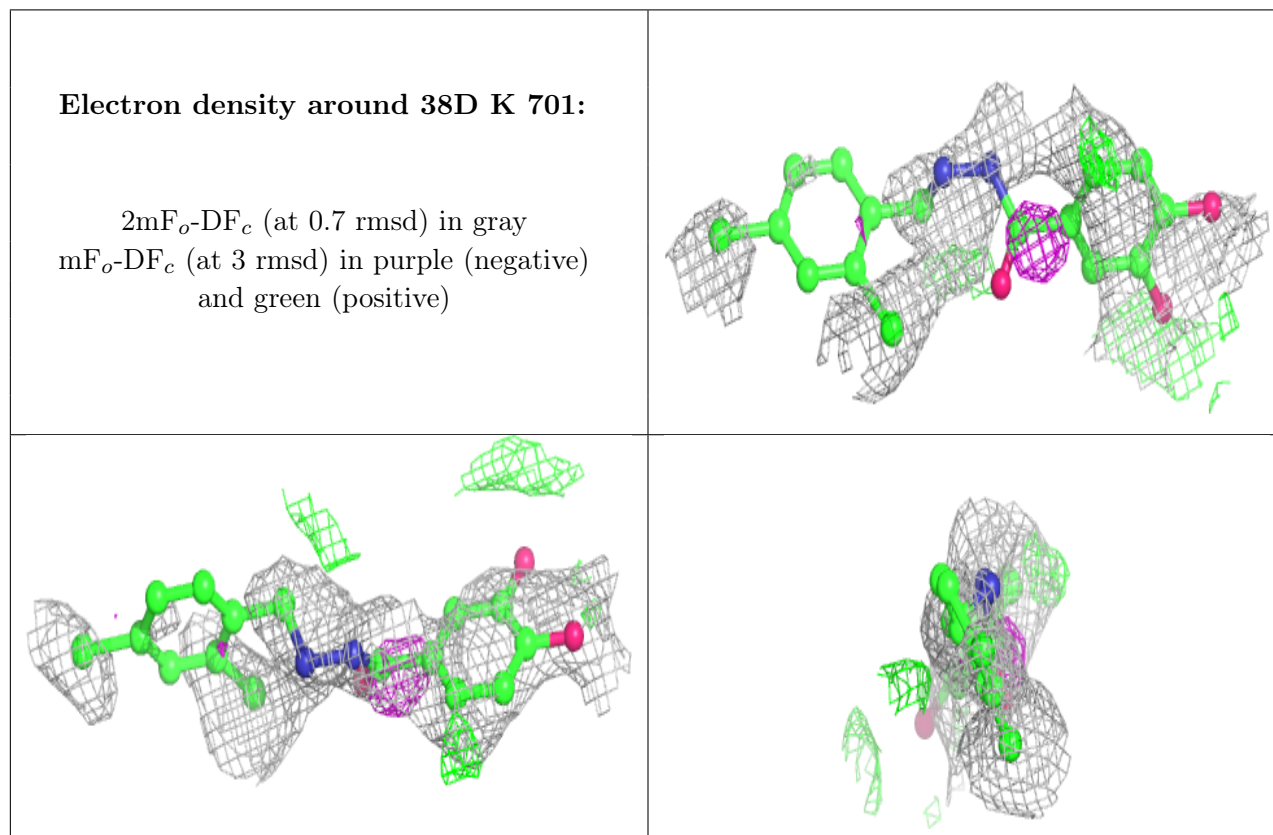 Electron density around 38D K 701:
2mFo-DFc (at 0.7 rmsd) in gray
mFo-DFc (at 3 rmsd) in purple (negative)
and green (positive)